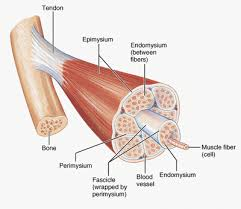 Tendon
Epimysium
Endomysium
(between
fibers)
Bone
Perimysium
Fascicle
(wrapped by
perimysium)
Blood
vessel
Endomysium
Muscle fiber
(cell)